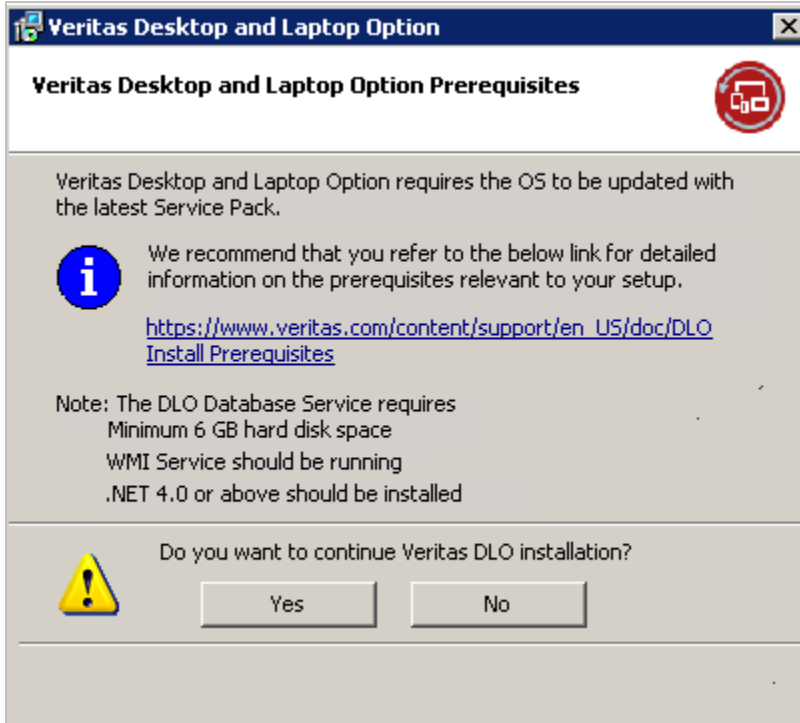 Veritas Desktop and Laptop Option
Veritas Desktop and Laptop Option Prerequisites
Veritas Desktop and Laptop Option requires the OS to be updated with
the latest Service Pack.
We recommend that you refer to the below link for detailed
information on the prerequisites relevant to your setup.
https://www.veritas.com/content/support/en_US/doc/DLO
Install Prerequisites
Note: The DLO Database Service requires
Minimum 6 GB hard disk space
WMI Service should be running
.NET 4.0 or above should be installed
Do you want to continue Veritas DLO installation?
Yes No